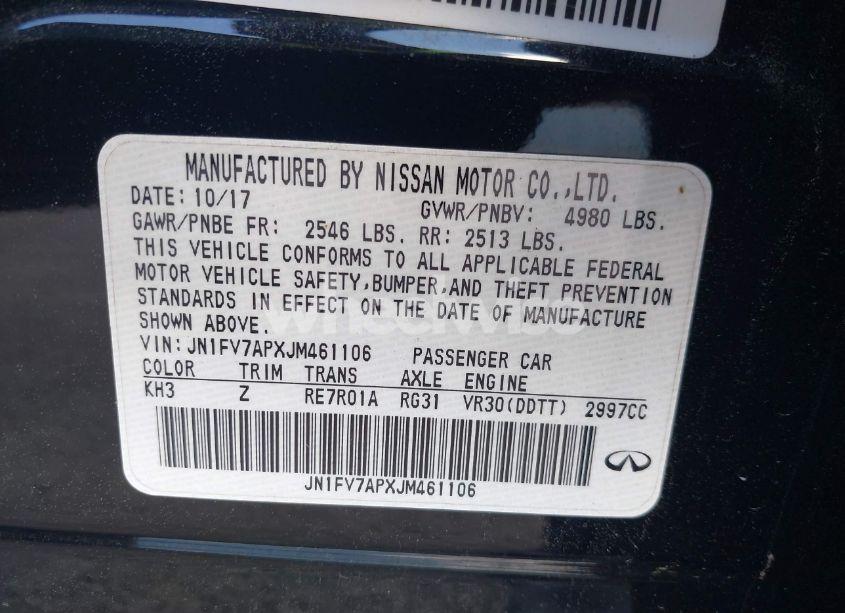 MANUFACTURED BY NISSAN MOTOR CO.,LTD.
DATE: 10/17 GVWR/PNBV: 4980 LBS.
GAWR/PNBE FR: 2546 LBS. RR: 2513 LBS.
THIS VEHICLE CONFORMS TO ALL APPLICABLE FEDERAL
MOTOR VEHICLE SAFETY,BUMPER,AND THEFT PREVENTION
STANDARDS IN EFFECT ON THE DATE OF MANUFACTURE
SHOWN ABOVE.
VIN:JN1FV7APXJM461106 PASSENGER CAR
COLOR TRIM TRANS AXLE ENGINE
KH3 Z RE7R01A RG31 VR30(DDTT) 2997CC
JN1FV7APXJM461106